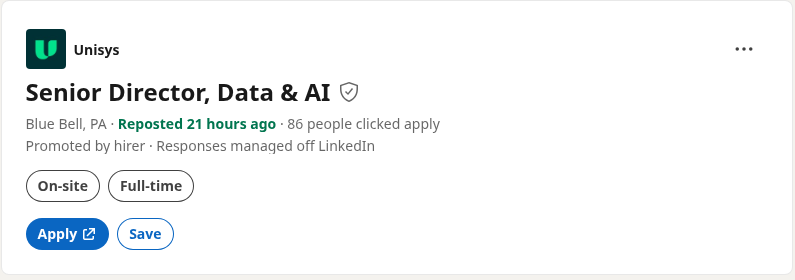 Unisys
Senior Director, Data & AI
Blue Bell, PA · Reposted 21 hours ago · 86 people clicked apply
Promoted by hirer · Responses managed off LinkedIn
On-site Full-time
Apply Save